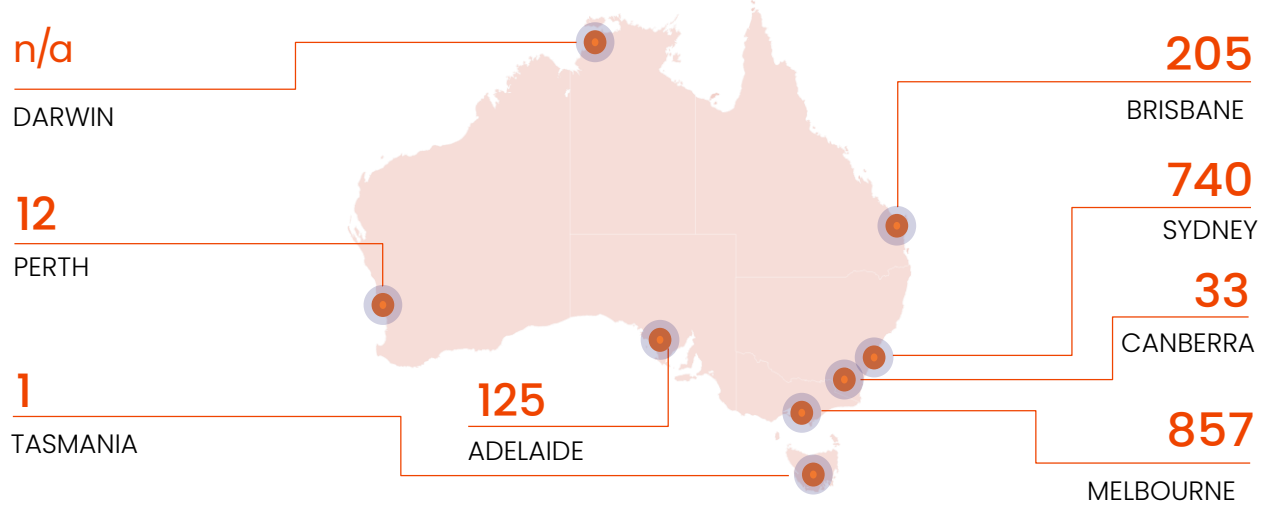 n/a
DARWIN
205
BRISBANE
12
PERTH
740
SYDNEY
33
CANBERRA
1
TASMANIA
125
ADELAIDE
857
MELBOURNE